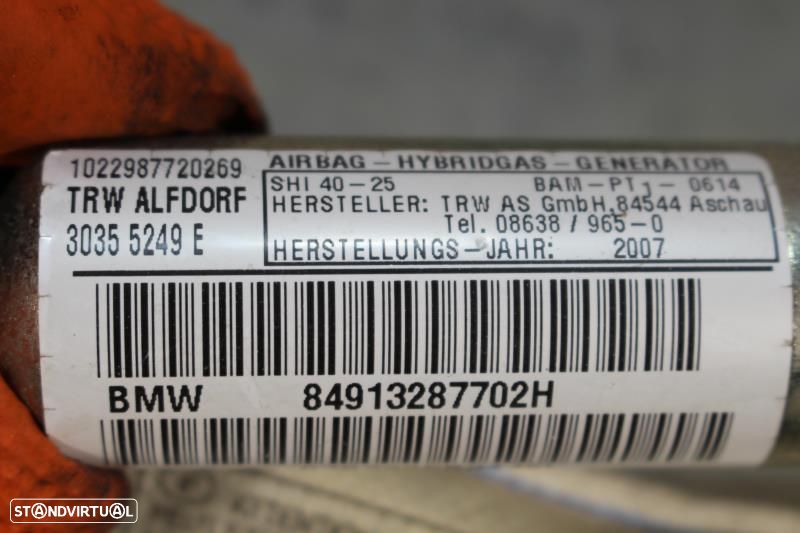 1022987720269
TRW ALFDORF
3035 5249 E
AIRBAG - HYBRIDGAS - GENERATOR
SHI 40-25 BAM-PT1- 0614
HERSTELLER: TRW AS GmbH,84544 Aschau
Tel. 08638 / 965-0
HERSTELLUNGS-JAHR: 2007
BMW 84913287702H
STANDVIRTUAL